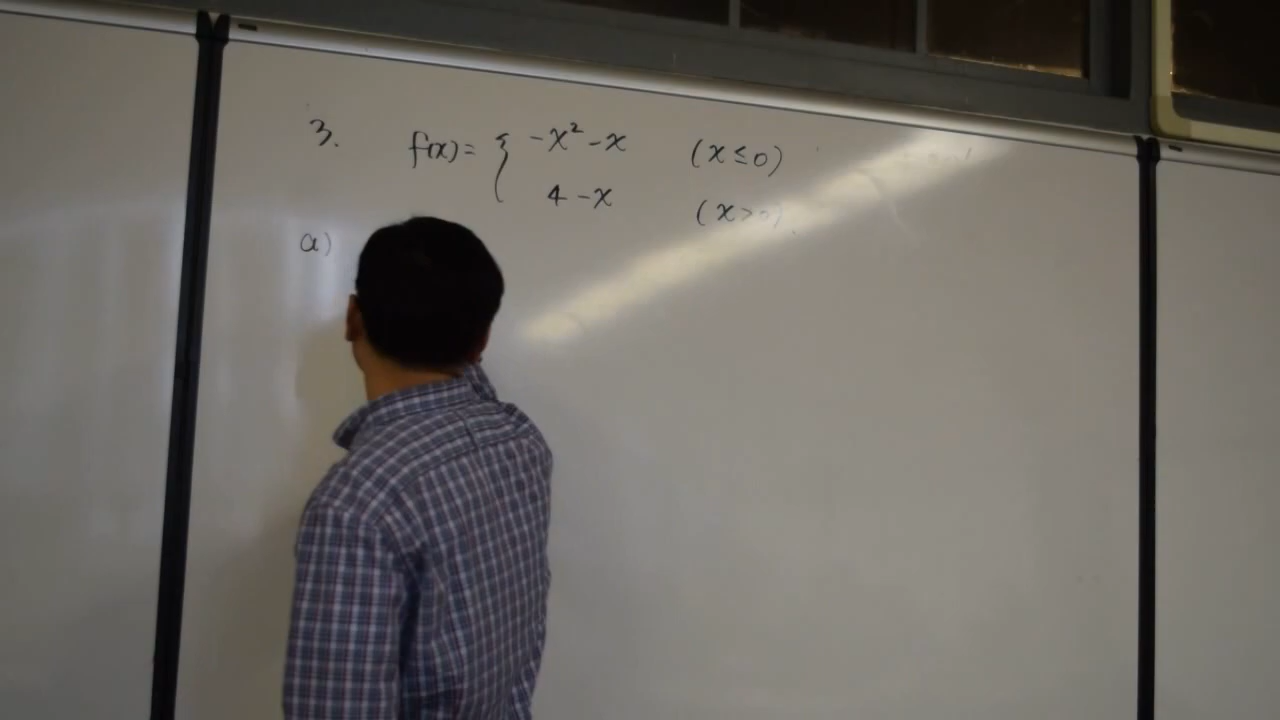 3. f(x) = { -x² - x (x ≤ 0)
4 - x (x > 0)
a)